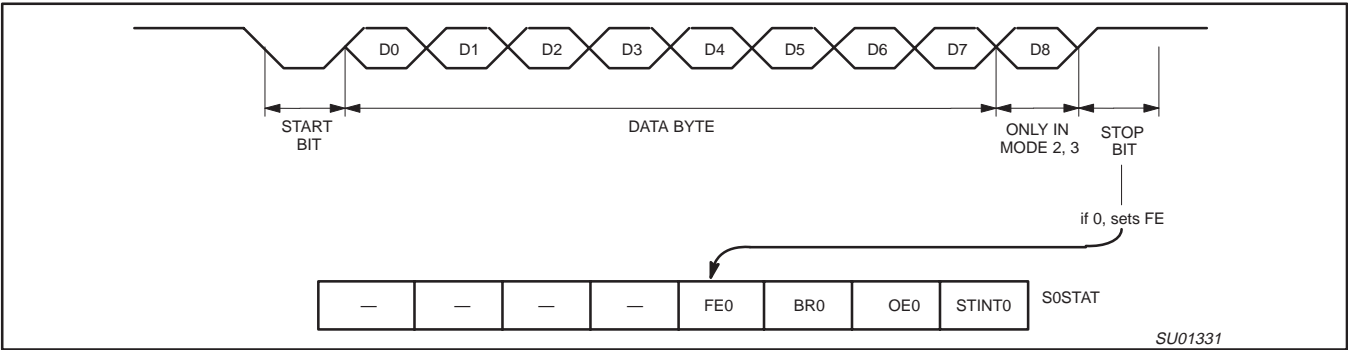 D0 D1 D2 D3 D4 D5 D6 D7 D8
START
BIT
DATA BYTE
ONLY IN
MODE 2, 3
STOP
BIT
if 0, sets FE
— — — — FE0 BR0 OE0 STINT0 S0STAT
SU01331